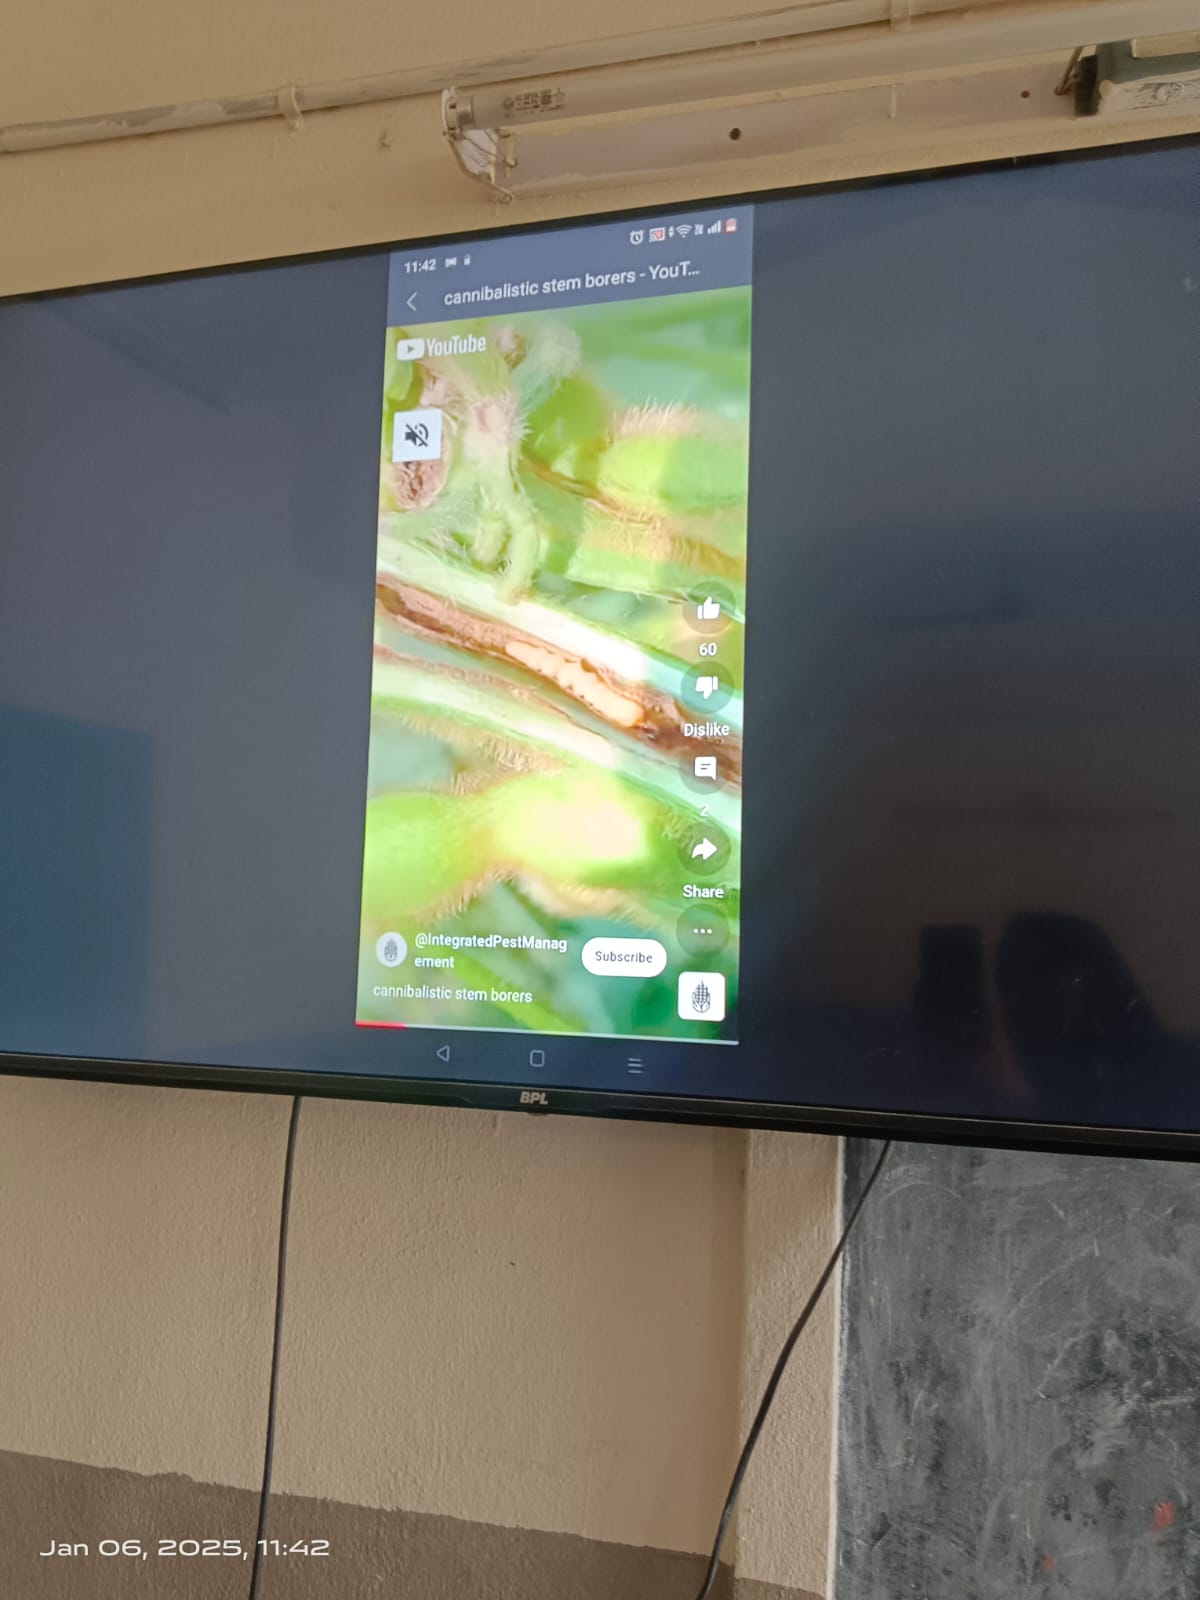 11:42
cannibalistic stem borers - YouT...
YouTube
60
Dislike
2
Share
@IntegratedPestManag
ement
Subscribe
cannibalistic stem borers
BPL
Jan 06, 2025, 11:42